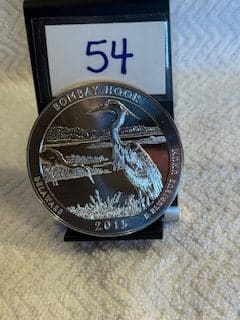 54
BOMBAY HOOK
DELAWARE
2015
E PLURIBUS UNUM